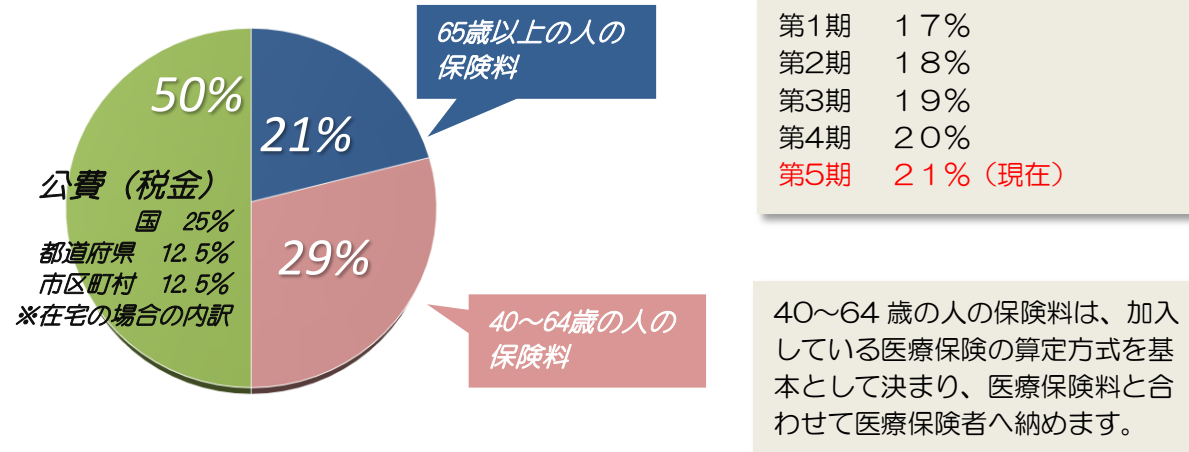 50%
21%
29%
公費（税金）
国　25%
都道府県　12.5%
市区町村　12.5%
※在宅の場合の内訳
65歳以上の人の
保険料
40～64歳の人の
保険料
第1期　１７％
第2期　１８％
第3期　１９％
第4期　２０％
第5期　２１％（現在）
40～64 歳の人の保険料は、加入
している医療保険の算定方式を基
本として決まり、医療保険料と合
わせて医療保険者へ納めます。